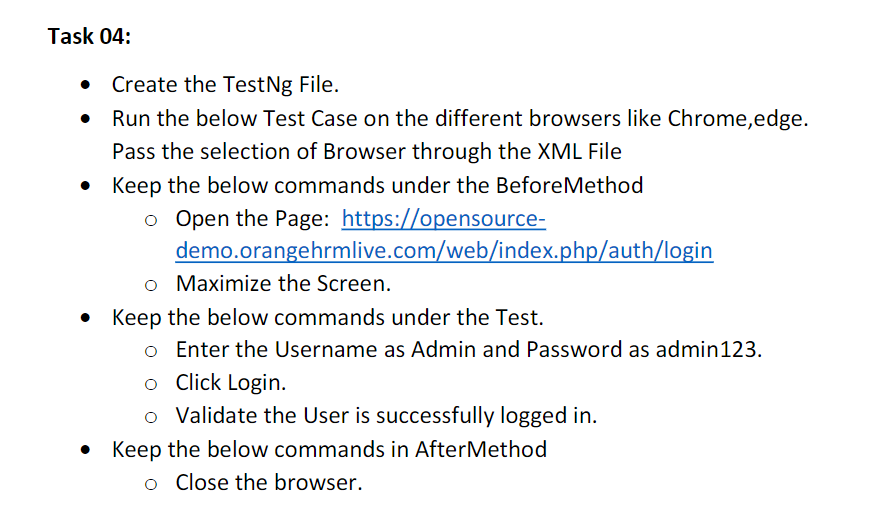 Task 04:
• Create the TestNg File.
• Run the below Test Case on the different browsers like Chrome,edge.
Pass the selection of Browser through the XML File
• Keep the below commands under the BeforeMethod
o Open the Page: https://opensource-
demo.orangehrmlive.com/web/index.php/auth/login
o Maximize the Screen.
• Keep the below commands under the Test.
o Enter the Username as Admin and Password as admin123.
o Click Login.
o Validate the User is successfully logged in.
• Keep the below commands in AfterMethod
o Close the browser.